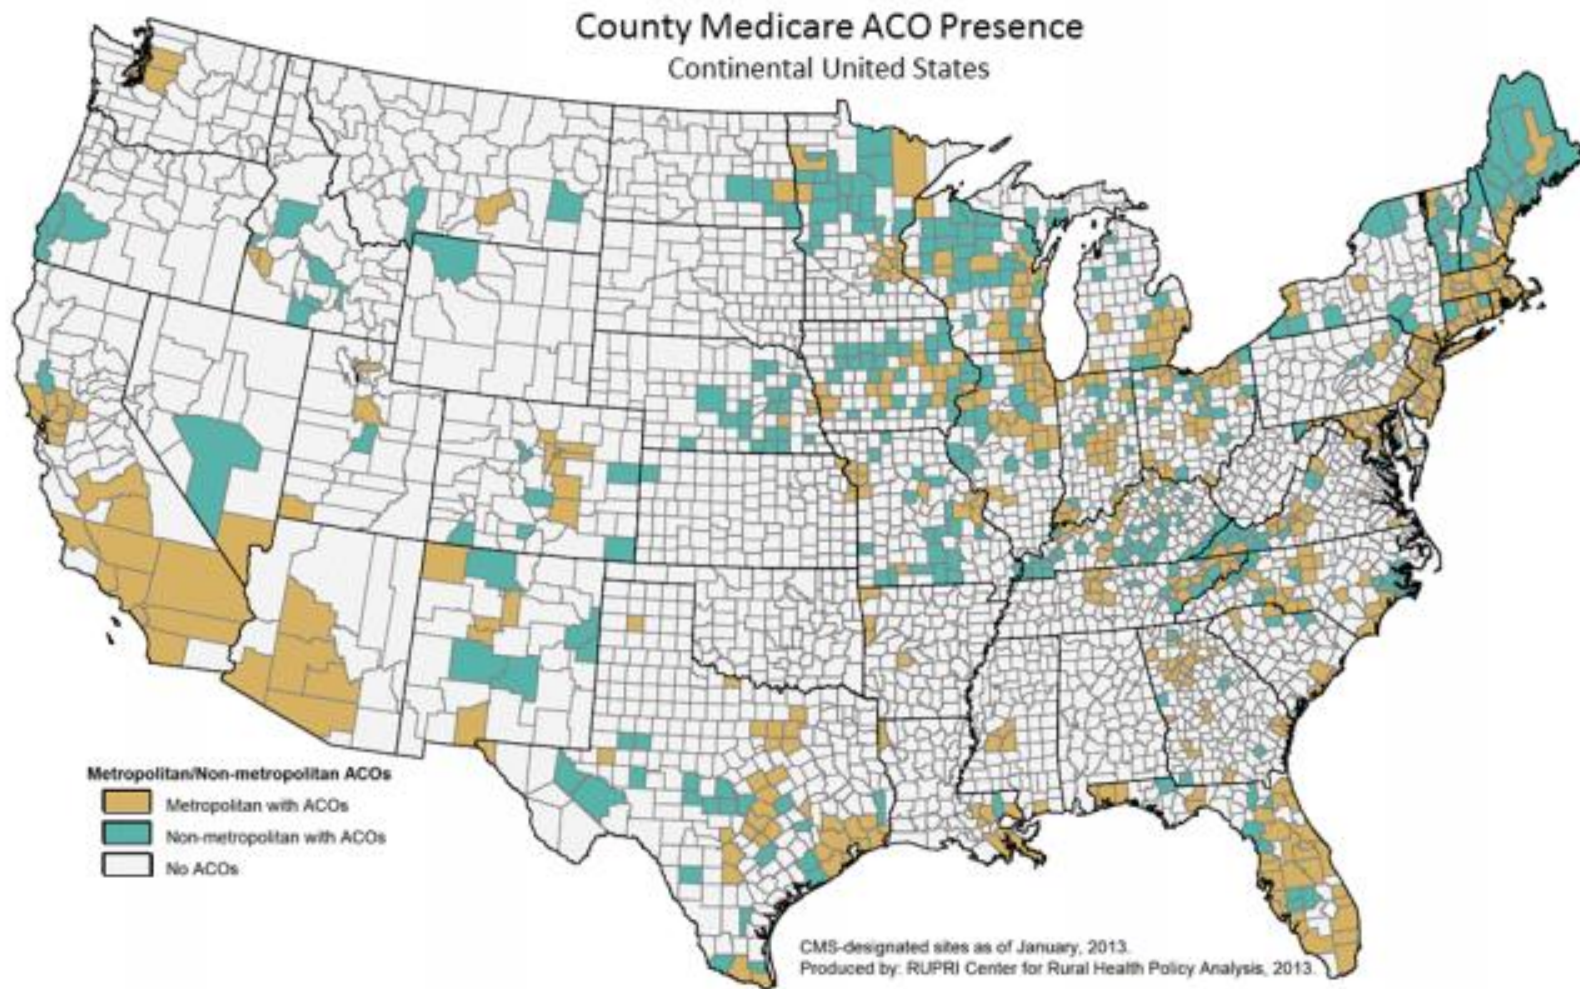 County Medicare ACO Presence
Continental United States
Metropolitan/Non-metropolitan ACOs
Metropolitan with ACOs
Non-metropolitan with ACOs
No ACOs
CMS-designated sites as of January, 2013.
Produced by: RUPRI Center for Rural Health Policy Analysis, 2013.